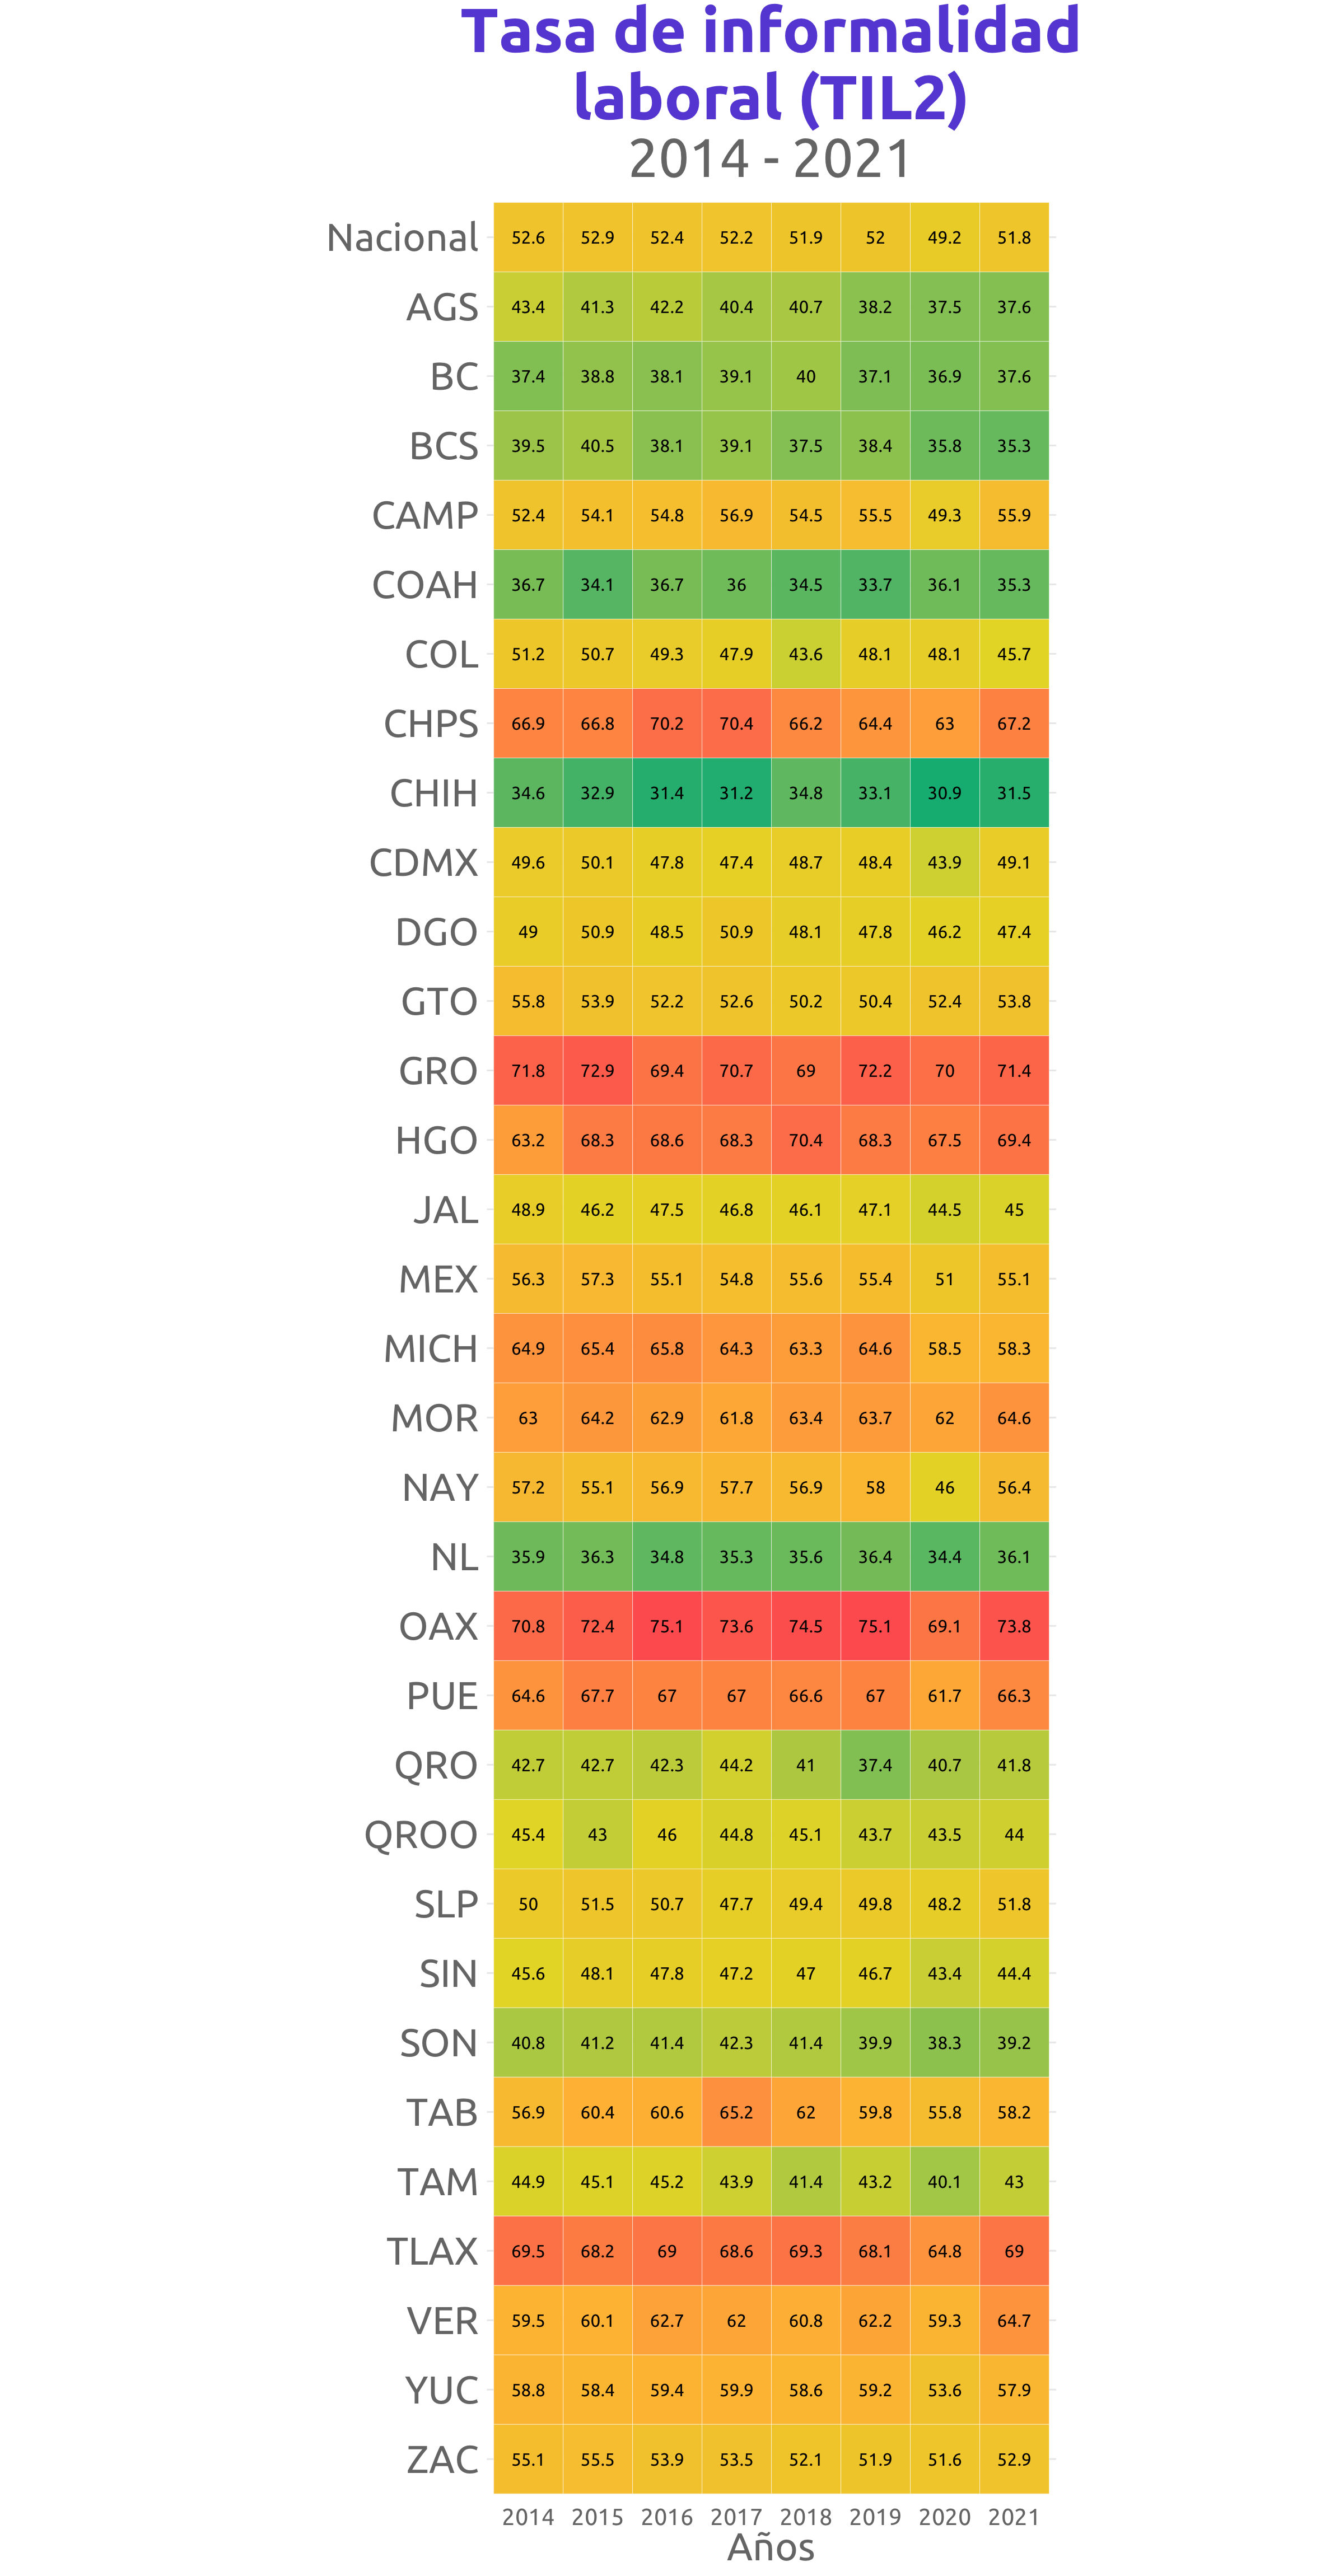 Tasa de informalidad
laboral (TIL2)
2014 - 2021
Nacional 52.6 52.9 52.4 52.2 51.9 52 49.2 51.8
AGS 43.4 41.3 42.2 40.4 40.7 38.2 37.5 37.6
BC 37.4 38.8 38.1 39.1 40 37.1 36.9 37.6
BCS 39.5 40.5 38.1 39.1 37.5 38.4 35.8 35.3
CAMP 52.4 54.1 54.8 56.9 54.5 55.5 49.3 55.9
COAH 36.7 34.1 36.7 36 34.5 33.7 36.1 35.3
COL 51.2 50.7 49.3 47.9 43.6 48.1 48.1 45.7
CHPS 66.9 66.8 70.2 70.4 66.2 64.4 63 67.2
CHIH 34.6 32.9 31.4 31.2 34.8 33.1 30.9 31.5
CDMX 49.6 50.1 47.8 47.4 48.7 48.4 43.9 49.1
DGO 49 50.9 48.5 50.9 48.1 47.8 46.2 47.4
GTO 55.8 53.9 52.2 52.6 50.2 50.4 52.4 53.8
GRO 71.8 72.9 69.4 70.7 69 72.2 70 71.4
HGO 63.2 68.3 68.6 68.3 70.4 68.3 67.5 69.4
JAL 48.9 46.2 47.5 46.8 46.1 47.1 44.5 45
MEX 56.3 57.3 55.1 54.8 55.6 55.4 51 55.1
MICH 64.9 65.4 65.8 64.3 63.3 64.6 58.5 58.3
MOR 63 64.2 62.9 61.8 63.4 63.7 62 64.6
NAY 57.2 55.1 56.9 57.7 56.9 58 46 56.4
NL 35.9 36.3 34.8 35.3 35.6 36.4 34.4 36.1
OAX 70.8 72.4 75.1 73.6 74.5 75.1 69.1 73.8
PUE 64.6 67.7 67 67 66.6 67 61.7 66.3
QRO 42.7 42.7 42.3 44.2 41 37.4 40.7 41.8
QROO 45.4 43 46 44.8 45.1 43.7 43.5 44
SLP 50 51.5 50.7 47.7 49.4 49.8 48.2 51.8
SIN 45.6 48.1 47.8 47.2 47 46.7 43.4 44.4
SON 40.8 41.2 41.4 42.3 41.4 39.9 38.3 39.2
TAB 56.9 60.4 60.6 65.2 62 59.8 55.8 58.2
TAM 44.9 45.1 45.2 43.9 41.4 43.2 40.1 43
TLAX 69.5 68.2 69 68.6 69.3 68.1 64.8 69
VER 59.5 60.1 62.7 62 60.8 62.2 59.3 64.7
YUC 58.8 58.4 59.4 59.9 58.6 59.2 53.6 57.9
ZAC 55.1 55.5 53.9 53.5 52.1 51.9 51.6 52.9
2014 2015 2016 2017 2018 2019 2020 2021
Años